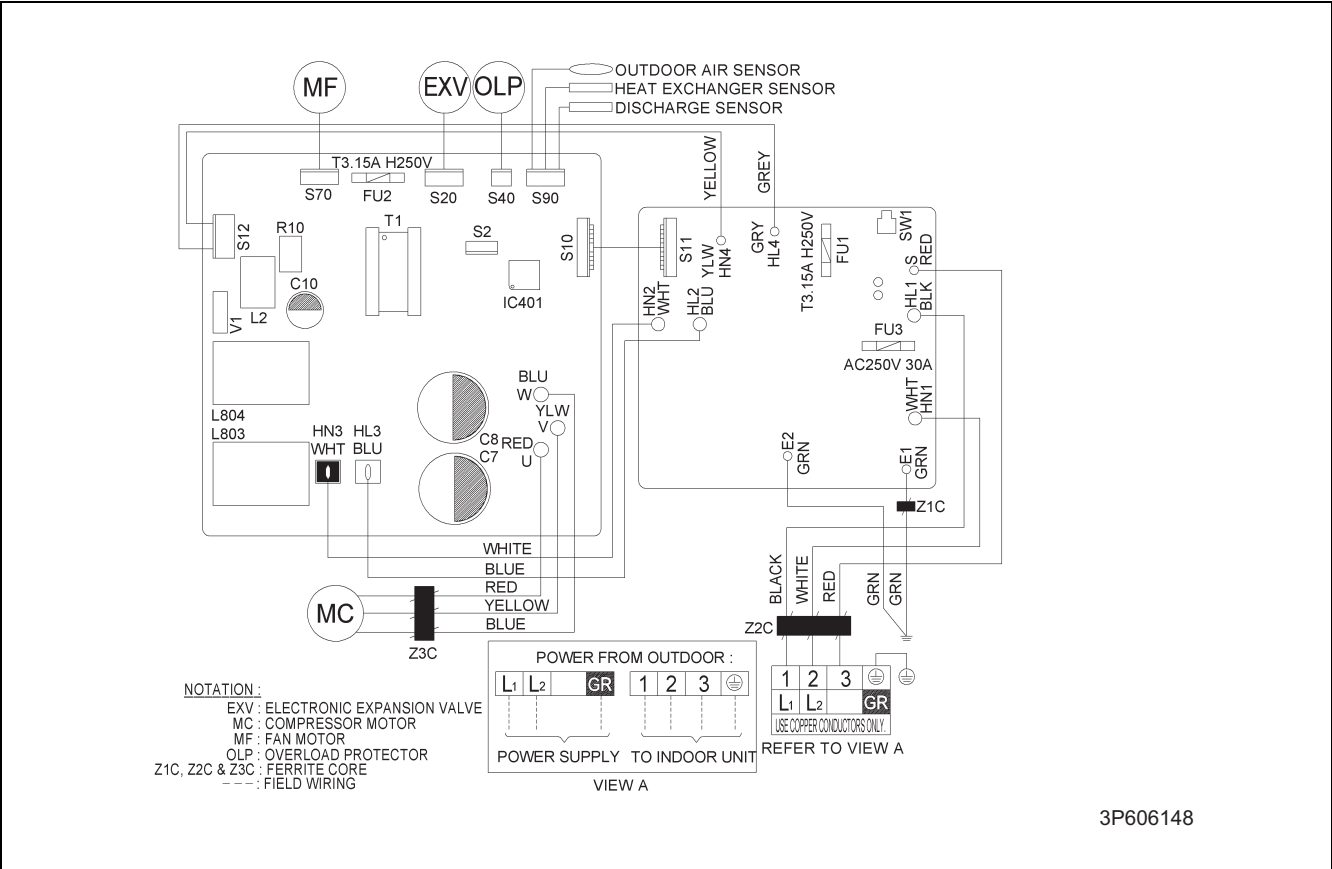 MF
EXV
OLP
OUTDOOR AIR SENSOR
HEAT EXCHANGER SENSOR
DISCHARGE SENSOR
T3.15A H250V
S70
FU2
S20
S40
S90
YELLOW
GREY
S12
R10
T1
S2
S10
S11
YLW
HN4
GRY
HL4
T3.15A H250V
FU1
SW1
S
RED
C10
IC401
HN2
WHT
HL2
BLU
HL1
BLK
V1
L2
FU3
AC250V 30A
BLU
W
YLW
V
WHT
HN1
L804
L803
HN3
WHT
HL3
BLU
C8
C7
RED
U
E2
GRN
E1
GRN
Z1C
WHITE
BLUE
RED
YELLOW
BLUE
BLACK
WHITE
RED
GRN
GRN
MC
Z3C
Z2C
POWER FROM OUTDOOR :
L1 L2 GR 1 2 3
POWER SUPPLY TO INDOOR UNIT
VIEW A
1 2 3
L1 L2 GR
USE COPPER CONDUCTORS ONLY.
REFER TO VIEW A
NOTATION :
EXV : ELECTRONIC EXPANSION VALVE
MC : COMPRESSOR MOTOR
MF : FAN MOTOR
OLP : OVERLOAD PROTECTOR
Z1C, Z2C & Z3C : FERRITE CORE
--- : FIELD WIRING
3P606148